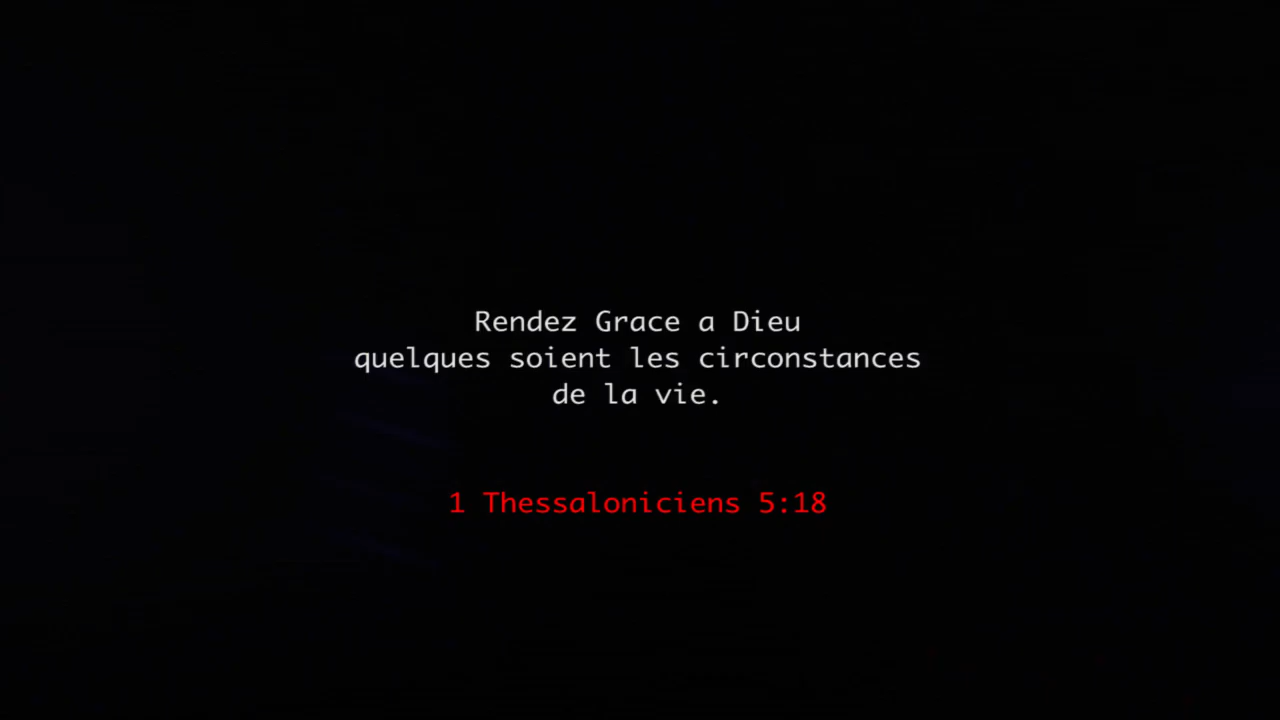 Rendez Grace a Dieu
quelques soient les circonstances
de la vie.
1 Thessaloniciens 5:18